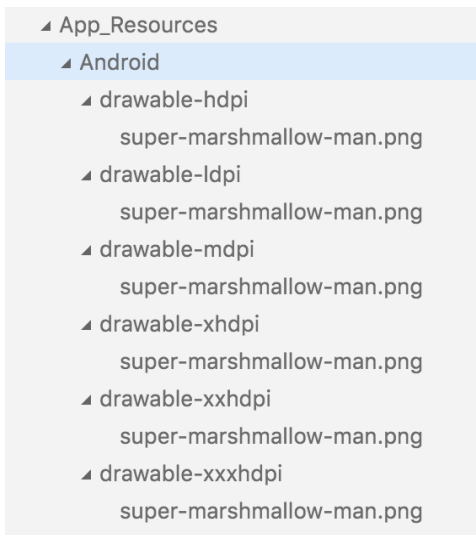 App_Resources
Android
drawable-hdpi
super-marshmallow-man.png
drawable-ldpi
super-marshmallow-man.png
drawable-mdpi
super-marshmallow-man.png
drawable-xhdpi
super-marshmallow-man.png
drawable-xxhdpi
super-marshmallow-man.png
drawable-xxxhdpi
super-marshmallow-man.png